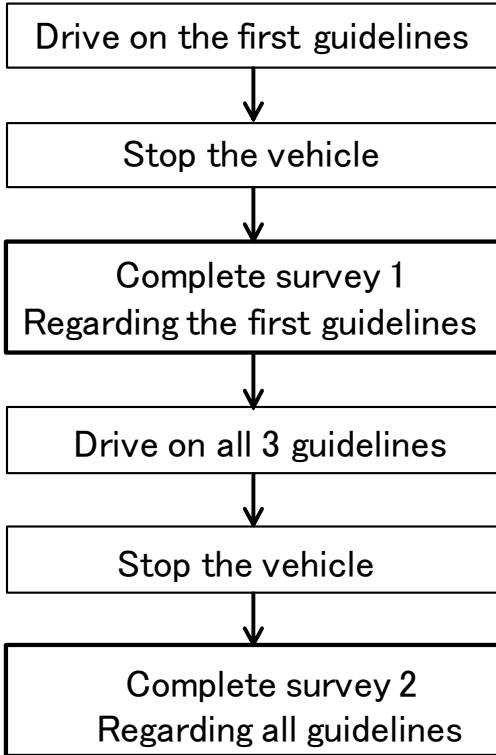 Drive on the first guidelines
Stop the vehicle
Complete survey 1
Regarding the first guidelines
Drive on all 3 guidelines
Stop the vehicle
Complete survey 2
Regarding all guidelines